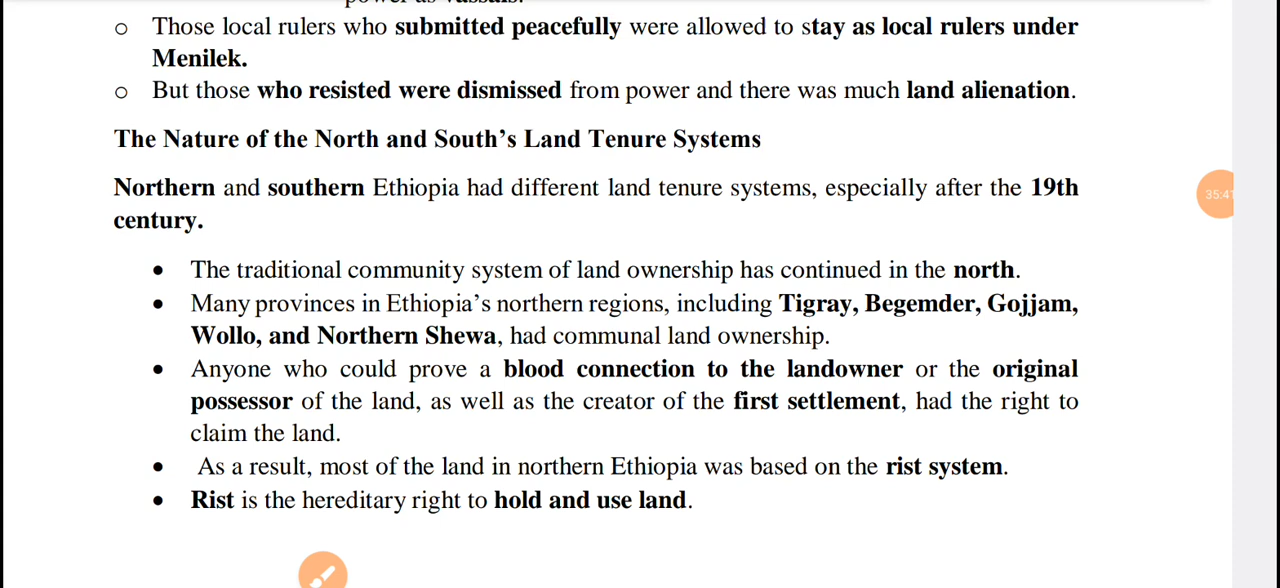 Those local rulers who submitted peacefully were allowed to stay as local rulers under
Menilek.
But those who resisted were dismissed from power and there was much land alienation.
The Nature of the North and South's Land Tenure Systems
Northern and southern Ethiopia had different land tenure systems, especially after the 19th
century.
The traditional community system of land ownership has continued in the north.
Many provinces in Ethiopia's northern regions, including Tigray, Begemder, Gojjam,
Wollo, and Northern Shewa, had communal land ownership.
Anyone who could prove a blood connection to the landowner or the original
possessor of the land, as well as the creator of the first settlement, had the right to
claim the land.
As a result, most of the land in northern Ethiopia was based on the rist system.
Rist is the hereditary right to hold and use land.